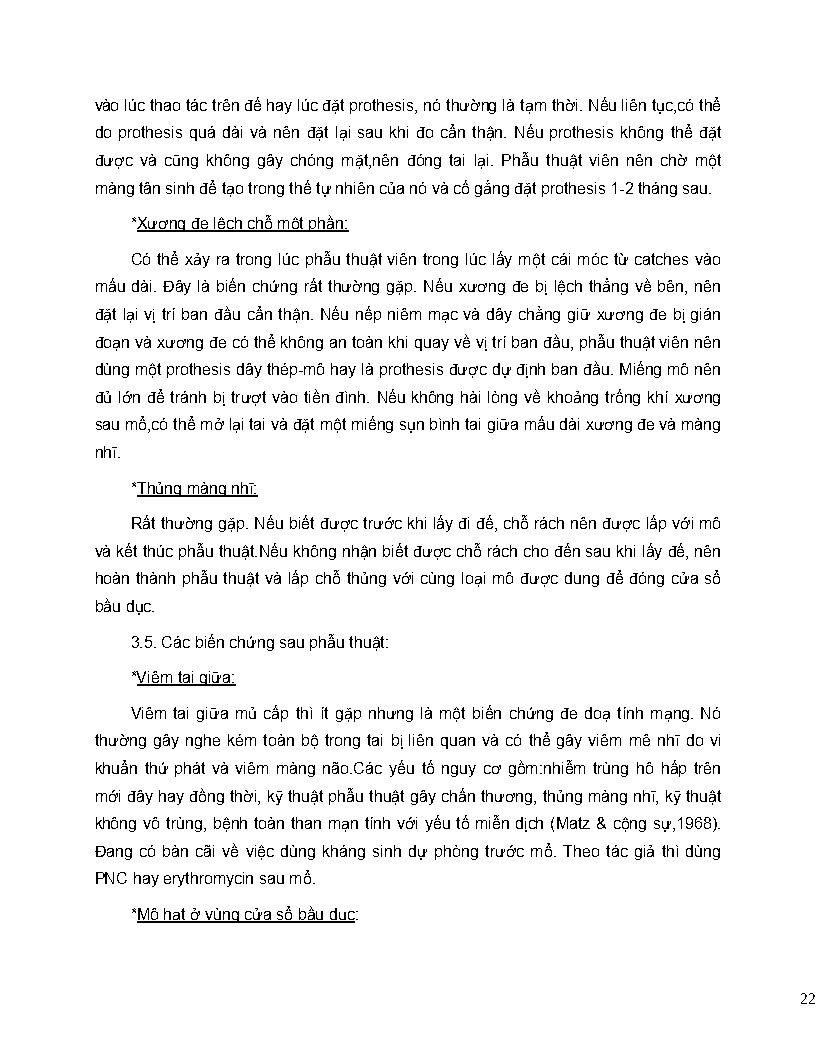 vào lúc thao tác trên đế hay lúc đặt prothesis, nó thường là tạm thời. Nếu liên tục,có thể
do prothesis quá dài và nên đặt lại sau khi đo cẩn thận. Nếu prothesis không thể đặt
được và cũng không gây chóng mặt,nên đóng tai lại. Phẫu thuật viên nên chờ một
màng tân sinh để tạo trong thế tự nhiên của nó và cố gắng đặt prothesis 1-2 tháng sau.
*Xương đe lệch chỗ một phần:
Có thể xảy ra trong lúc phẫu thuật viên trong lúc lấy một cái móc từ catches vào
mấu dài. Đây là biến chứng rất thường gặp. Nếu xương đe bị lệch thẳng về bên, nên
đặt lại vị trí ban đầu cẩn thận. Nếu nếp niêm mạc và dây chằng giữ xương đe bị gián
đoạn và xương đe có thể không an toàn khi quay về vị trí ban đầu, phẫu thuật viên nên
dùng một prothesis dây thép-mô hay là prothesis được dự định ban đầu. Miếng mô nên
đủ lớn để tránh bị trượt vào tiền đình. Nếu không hài lòng về khoảng trống khí xương
sau mổ,có thể mở lại tai và đặt một miếng sụn bình tai giữa mấu dài xương đe và màng
nhĩ.
*Thủng màng nhĩ:
Rất thường gặp. Nếu biết được trước khi lấy đi đế, chỗ rách nên được lấp với mô
và kết thúc phẫu thuật.Nếu không nhận biết được chỗ rách cho đến sau khi lấy đế, nên
hoàn thành phẫu thuật và lấp chỗ thủng với cùng loại mô được dung để đóng cửa sổ
bầu dục.
3.5. Các biến chứng sau phẫu thuật:
*Viêm tai giữa:
Viêm tai giữa mủ cấp thì ít gặp nhưng là một biến chứng đe doạ tính mạng. Nó
thường gây nghe kém toàn bộ trong tai bị liên quan và có thể gây viêm mê nhĩ do vi
khuẩn thứ phát và viêm màng não.Các yếu tố nguy cơ gồm:nhiễm trùng hô hấp trên
mới đây hay đồng thời, kỹ thuật phẫu thuật gây chấn thương, thủng màng nhĩ, kỹ thuật
không vô trùng, bệnh toàn than mạn tính với yếu tố miễn dịch (Matz & cộng sự,1968).
Đang có bàn cãi về việc dùng kháng sinh dự phòng trước mổ. Theo tác giả thì dùng
PNC hay erythromycin sau mổ.
*Mô hạt ở vùng cửa sổ bầu dục:
22